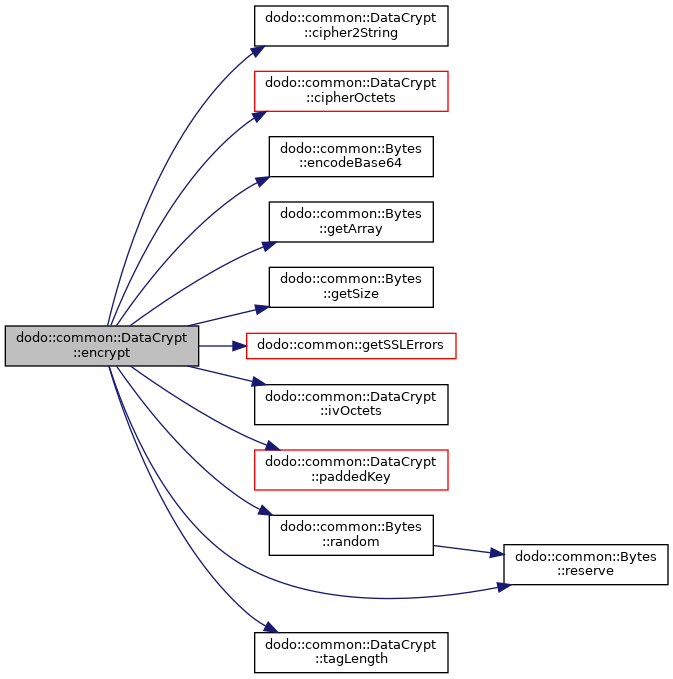 dodo::common::DataCrypt
::cipher2String
dodo::common::DataCrypt
::cipherOctets
dodo::common::Bytes
::encodeBase64
dodo::common::Bytes
::getArray
dodo::common::Bytes
::getSize
dodo::common::DataCrypt
::encrypt
dodo::common::getSSLErrors
dodo::common::DataCrypt
::ivOctets
dodo::common::DataCrypt
::paddedKey
dodo::common::Bytes
::random
dodo::common::Bytes
::reserve
dodo::common::DataCrypt
::tagLength